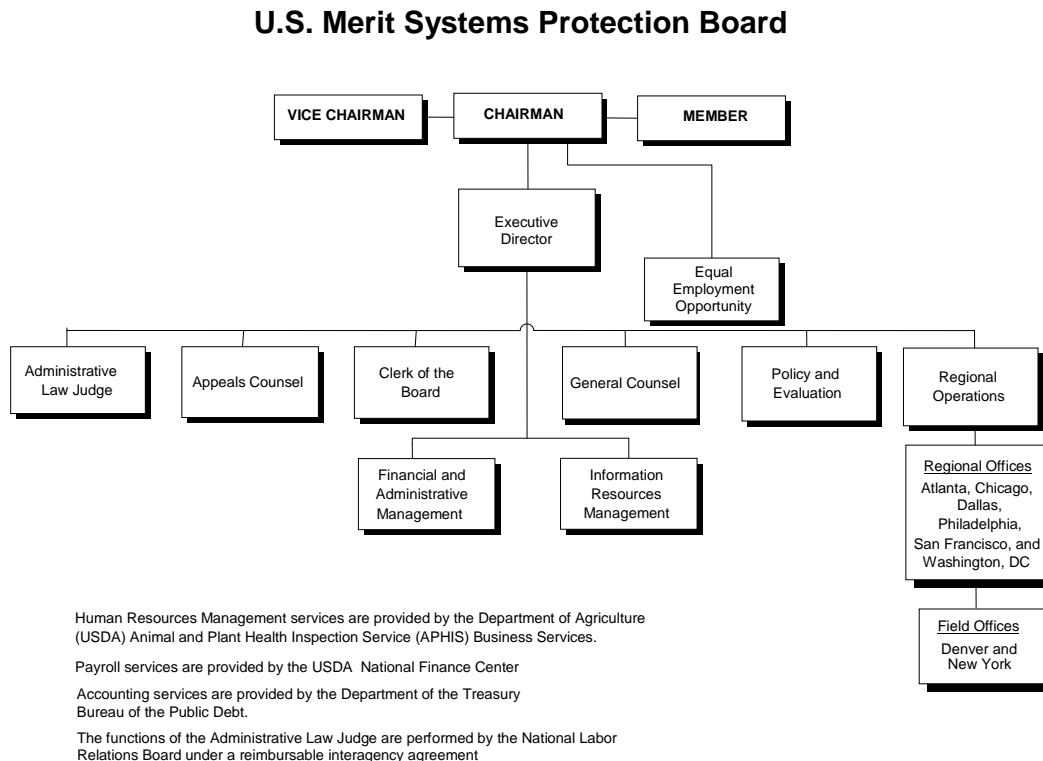 U.S. Merit Systems Protection Board
VICE CHAIRMAN
CHAIRMAN
MEMBER
Executive
Director
Equal
Employment
Opportunity
Administrative
Law Judge
Appeals Counsel
Clerk of the
Board
General Counsel
Policy and
Evaluation
Regional
Operations
Financial and
Administrative
Management
Information
Resources
Management
Regional Offices
Atlanta, Chicago,
Dallas,
Philadelphia,
San Francisco, and
Washington, DC
Field Offices
Denver and
New York
Human Resources Management services are provided by the Department of Agriculture
(USDA) Animal and Plant Health Inspection Service (APHIS) Business Services.
Payroll services are provided by the USDA National Finance Center
Accounting services are provided by the Department of the Treasury
Bureau of the Public Debt.
The functions of the Administrative Law Judge are performed by the National Labor
Relations Board under a reimbursable interagency agreement